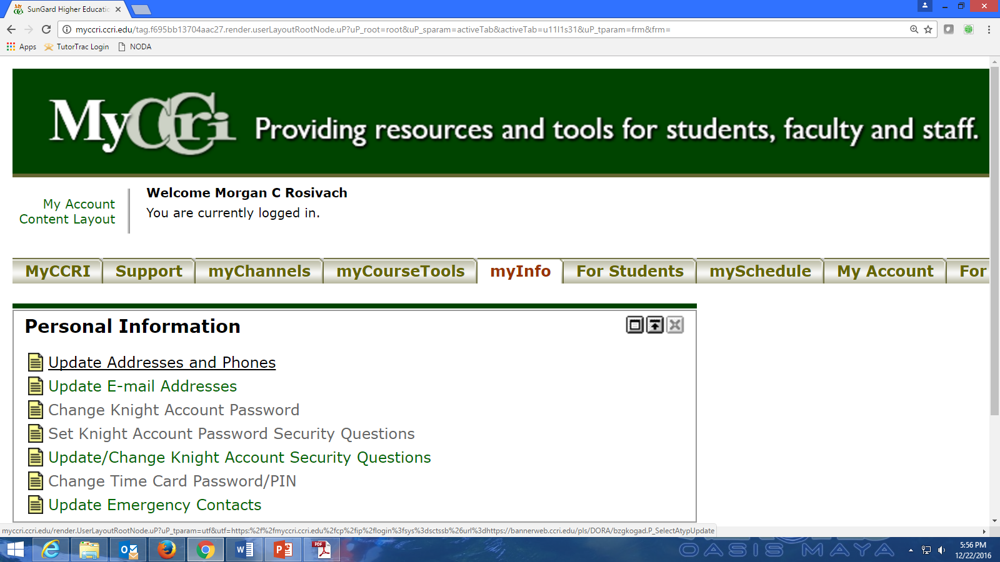 SunGard Higher Educatio
myccri.ccri.edu/tag.f695bb13704aac27.render.userLayoutRootNode.uP?uP_root=root&uP_sparam=activeTab&activeTab=u11l1s31&uP_tparam=frm&frm=
Apps TutorTrac Login NODA
MyCCri Providing resources and tools for students, faculty and staff.
Welcome Morgan C Rosivach
My Account
You are currently logged in.
Content Layout
MyCCRI Support myChannels myCourseTools myInfo For Students mySchedule My Account For
Personal Information
Update Addresses and Phones
Update E-mail Addresses
Change Knight Account Password
Set Knight Account Password Security Questions
Update/Change Knight Account Security Questions
Change Time Card Password/PIN
Update Emergency Contacts
myccri.ccri.edu/render.UserLayoutRootNode.uP?uP_tparam=utf&utf=https:%2f%2fmyccri.ccri.edu%2fcp%2fip%2flogin%3fsys%3dsctssb%26url%3dhttps://bannerweb.ccri.edu/pls/DORA/bzgkogad.P_SelectAtypUpdate
OASIS MAYA
5:56 PM
12/22/2016